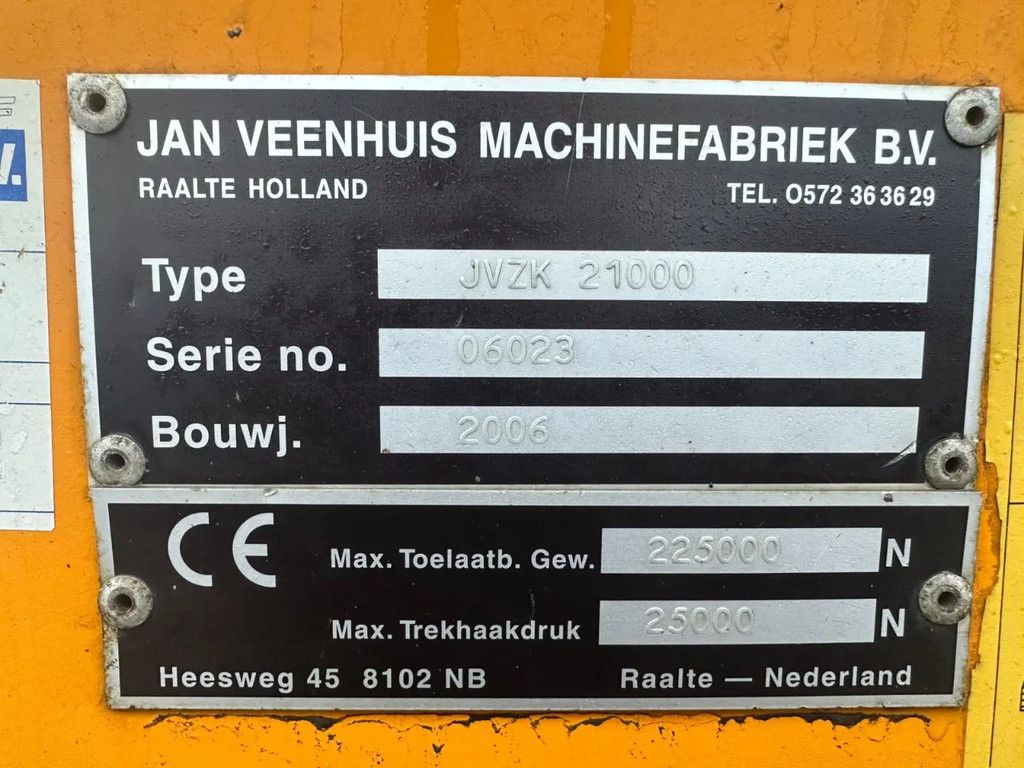 JAN VEENHUIS MACHINEFABRIEK B.V.
RAALTE HOLLAND TEL. 0572 36 36 29
Type JVZK 21000
Serie no. 06023
Bouwj. 2006
CE Max. Toelaatb. Gew. 225000 N
Max. Trekhaakdruk 25000 N
Heesweg 45 8102 NB Raalte — Nederland